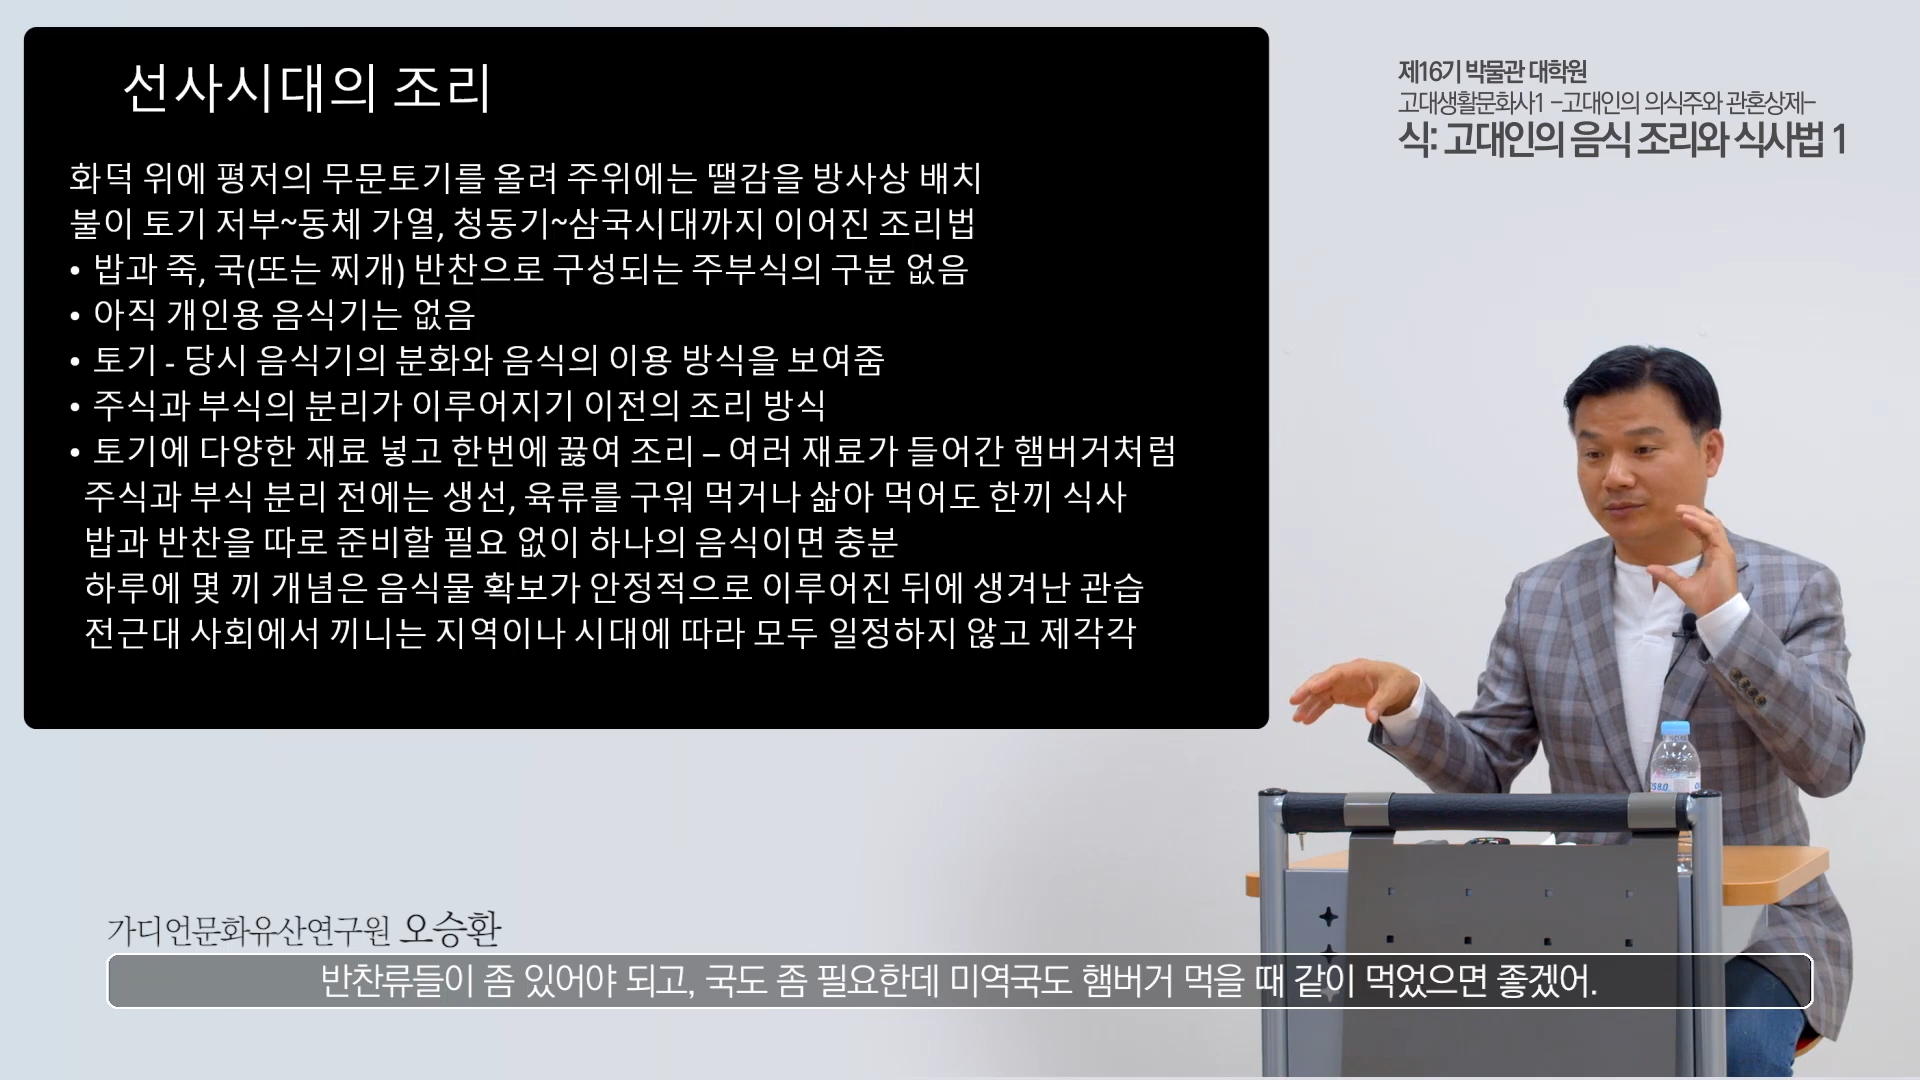 선사시대의 조리
화덕 위에 평저의 무문토기를 올려 주위에는 땔감을 방사상 배치
불이 토기 저부~동체 가열, 청동기~삼국시대까지 이어진 조리법
• 밥과 죽, 국(또는 찌개) 반찬으로 구성되는 주부식의 구분 없음
• 아직 개인용 음식기는 없음
• 토기 - 당시 음식기의 분화와 음식의 이용 방식을 보여줌
• 주식과 부식의 분리가 이루어지기 이전의 조리 방식
• 토기에 다양한 재료 넣고 한번에 끓여 조리 – 여러 재료가 들어간 햄버거처럼
주식과 부식 분리 전에는 생선, 육류를 구워 먹거나 삶아 먹어도 한끼 식사
밥과 반찬을 따로 준비할 필요 없이 하나의 음식이면 충분
하루에 몇 끼 개념은 음식물 확보가 안정적으로 이루어진 뒤에 생겨난 관습
전근대 사회에서 끼니는 지역이나 시대에 따라 모두 일정하지 않고 제각각
제16기 박물관 대학원
고대생활문화사1 -고대인의 의식주와 관혼상제-
식: 고대인의 음식 조리와 식사법 1
가디언문화유산연구원 오승환
반찬류들이 좀 있어야 되고, 국도 좀 필요한데 미역국도 햄버거 먹을 때 같이 먹었으면 좋겠어.